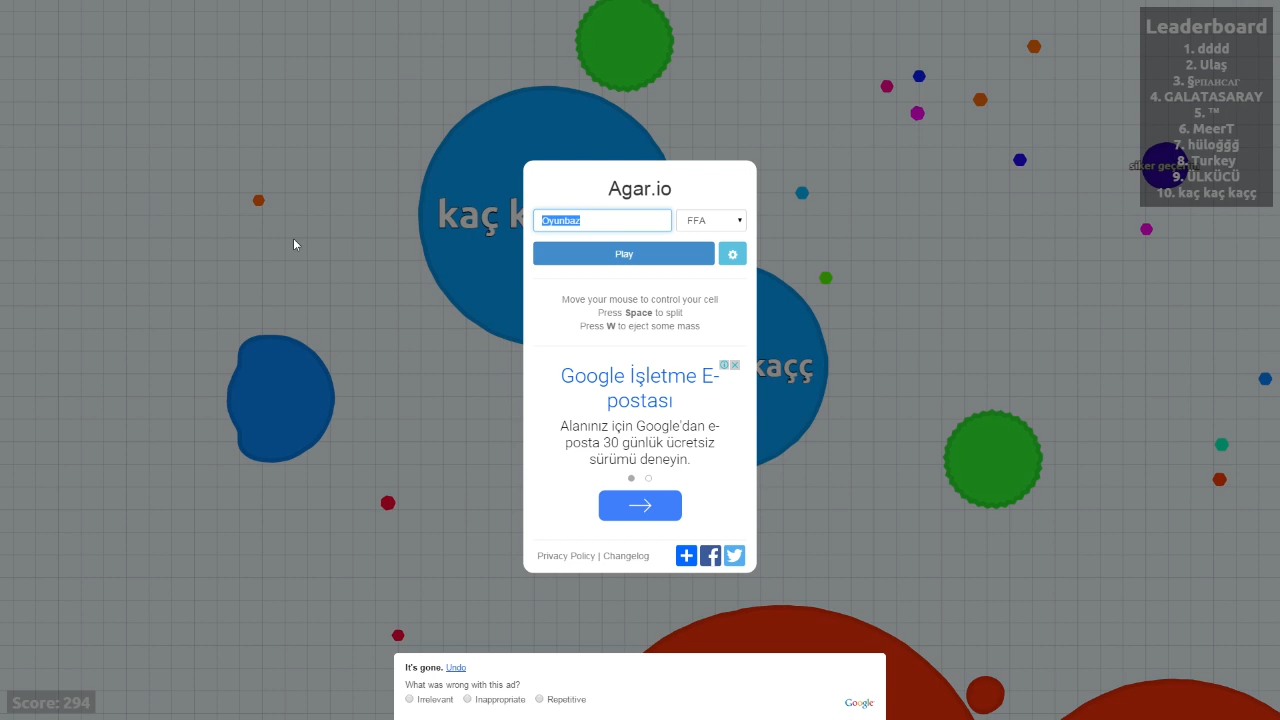 Leaderboard
1. dddd
2. Ulaş
3. §РПАНСАГ
4. GALATASARAY
5. ™
6. MeerT
7. hüloğğğ
8. Turkey
9. ÜLKÜCÜ
10. kaç kaç kaçç
kaç k
kaçç
Agar.io
Oyunbaz
FFA
Play
Move your mouse to control your cell
Press Space to split
Press W to eject some mass
Google İşletme E-
postası
Alanınız için Google'dan e-
posta 30 günlük ücretsiz
sürümü deneyin.
Privacy Policy | Changelog
It's gone. Undo
What was wrong with this ad?
Irrelevant Inappropriate Repetitive
Google
Score: 294